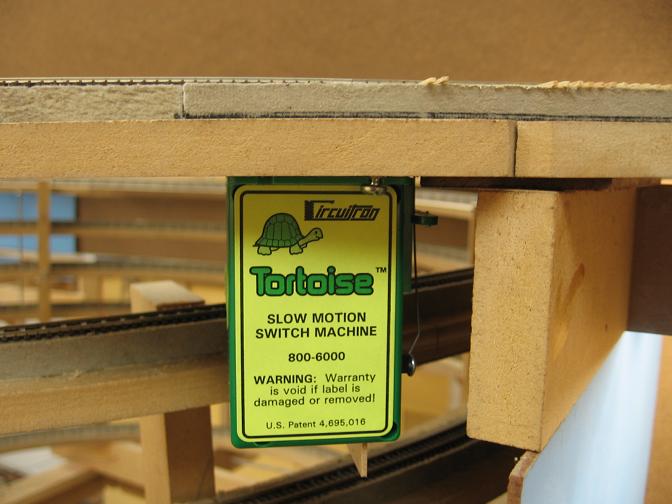 Circuitron
Tortoise™
SLOW MOTION
SWITCH MACHINE
800-6000
WARNING: Warranty
is void if label is
damaged or removed!
U.S. Patent 4,695,016